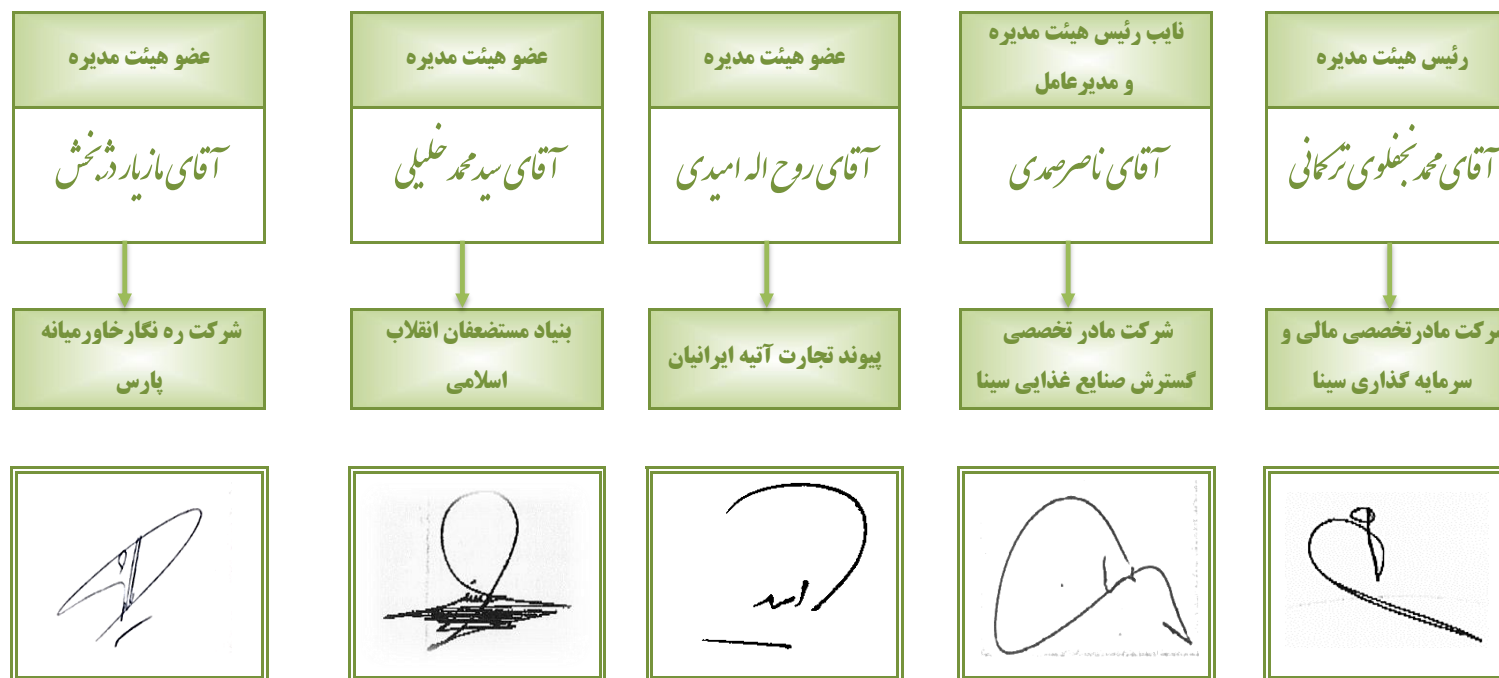 رئیس هیئت مدیره
آقای محمد نجفلوی ترکمانی
شرکت مادرتخصصی مالی و
سرمایه گذاری سینا
نایب رئیس هیئت مدیره
و مدیرعامل
آقای ناصر صمدی
شرکت مادر تخصصی
گسترش صنایع غذایی سینا
عضو هیئت مدیره
آقای روح اله امیدی
پیوند تجارت آتیه ایرانیان
عضو هیئت مدیره
آقای سید محمد خلیلی
بنیاد مستضعفان انقلاب
اسلامی
عضو هیئت مدیره
آقای مازیار دژبخش
شرکت ره نگارخاورمیانه
پارس